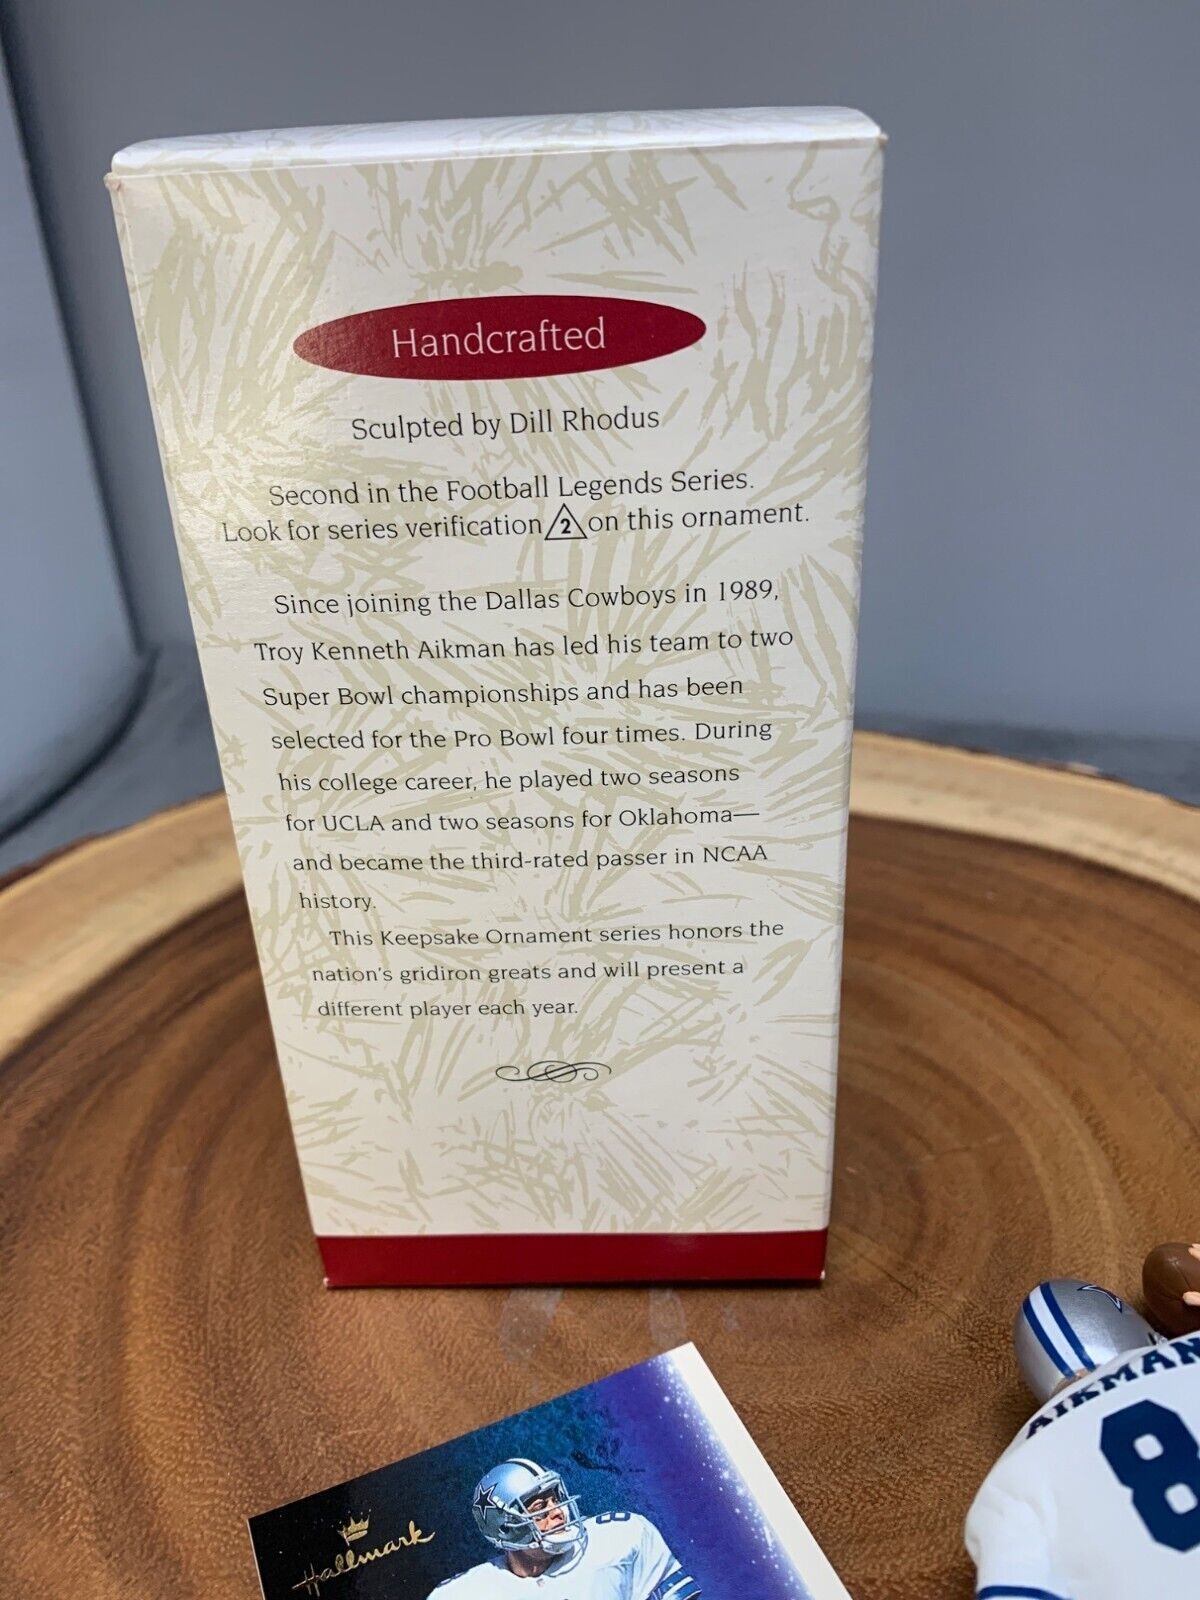 Handcrafted
Sculpted by Dill Rhodus
Second in the Football Legends Series.
Look for series verification 2 on this ornament.
Since joining the Dallas Cowboys in 1989,
Troy Kenneth Aikman has led his team to two
Super Bowl championships and has been
selected for the Pro Bowl four times. During
his college career, he played two seasons
for UCLA and two seasons for Oklahoma—
and became the third-rated passer in NCAA
history.
This Keepsake Ornament series honors the
nation's gridiron greats and will present a
different player each year.
AIKMAN
8
Hallmark
8